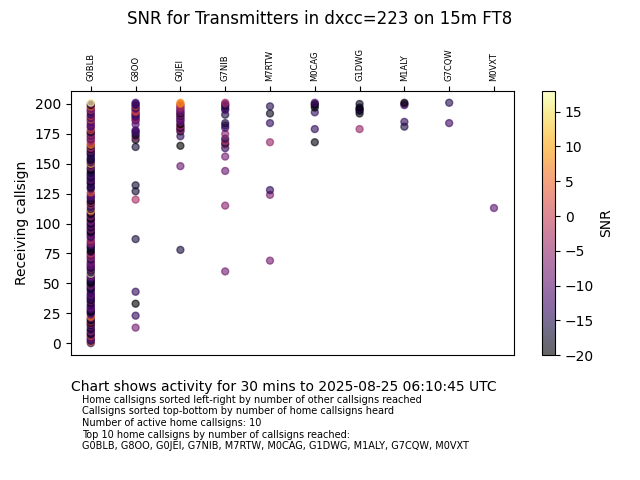 SNR for Transmitters in dxcc=223 on 15m FT8
G0BLB G8OO G0JEI G7NIB M7RTW M0CAG G1DWG M1ALY G7CQW M0VXT
200
175
150
125
100
75
50
25
0
Receiving callsign
15
10
5
0
−5
−10
−15
−20
SNR
Chart shows activity for 30 mins to 2025-08-25 06:10:45 UTC
Home callsigns sorted left-right by number of other callsigns reached
Callsigns sorted top-bottom by number of home callsigns heard
Number of active home callsigns: 10
Top 10 home callsigns by number of callsigns reached:
G0BLB, G8OO, G0JEI, G7NIB, M7RTW, M0CAG, G1DWG, M1ALY, G7CQW, M0VXT